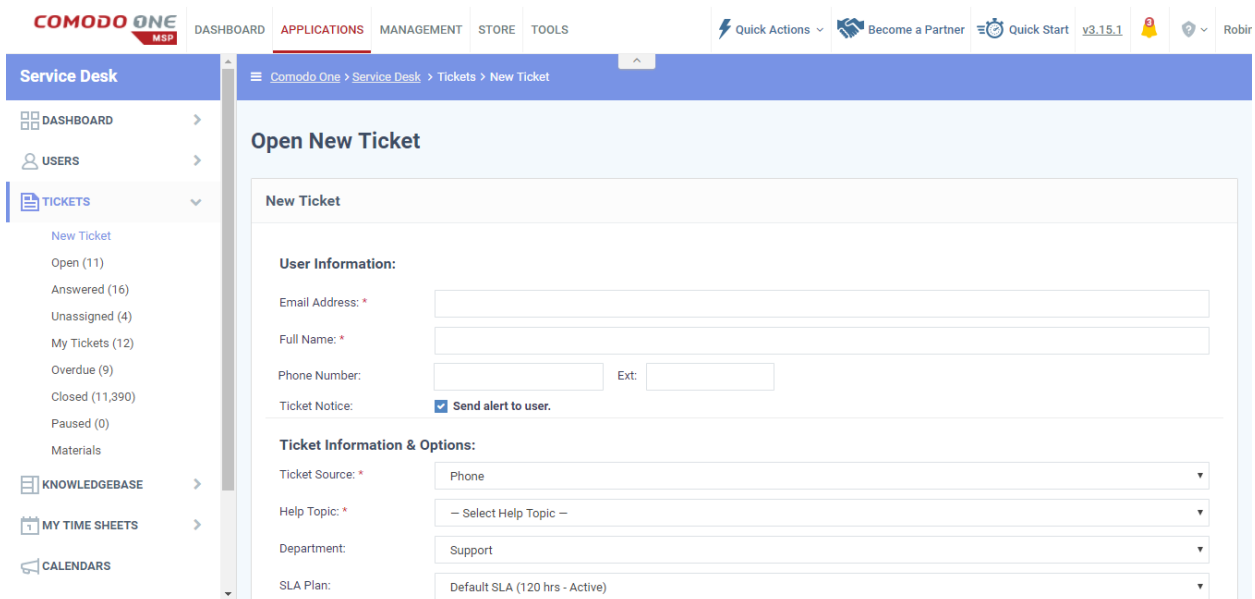 COMODO ONE
MSP
DASHBOARD APPLICATIONS MANAGEMENT STORE TOOLS
Quick Actions Become a Partner Quick Start v3.15.1 3 ?
Service Desk
Comodo One > Service Desk > Tickets > New Ticket
DASHBOARD
USERS
TICKETS
New Ticket
Open (11)
Answered (16)
Unassigned (4)
My Tickets (12)
Overdue (9)
Closed (11,390)
Paused (0)
Materials
KNOWLEDGEBASE
1 MY TIME SHEETS
CALENDARS
Open New Ticket
New Ticket
User Information:
Email Address: *
Full Name: *
Phone Number: Ext:
Ticket Notice: Send alert to user.
Ticket Information & Options:
Ticket Source: * Phone
Help Topic: * — Select Help Topic —
Department: Support
SLA Plan: Default SLA (120 hrs - Active)